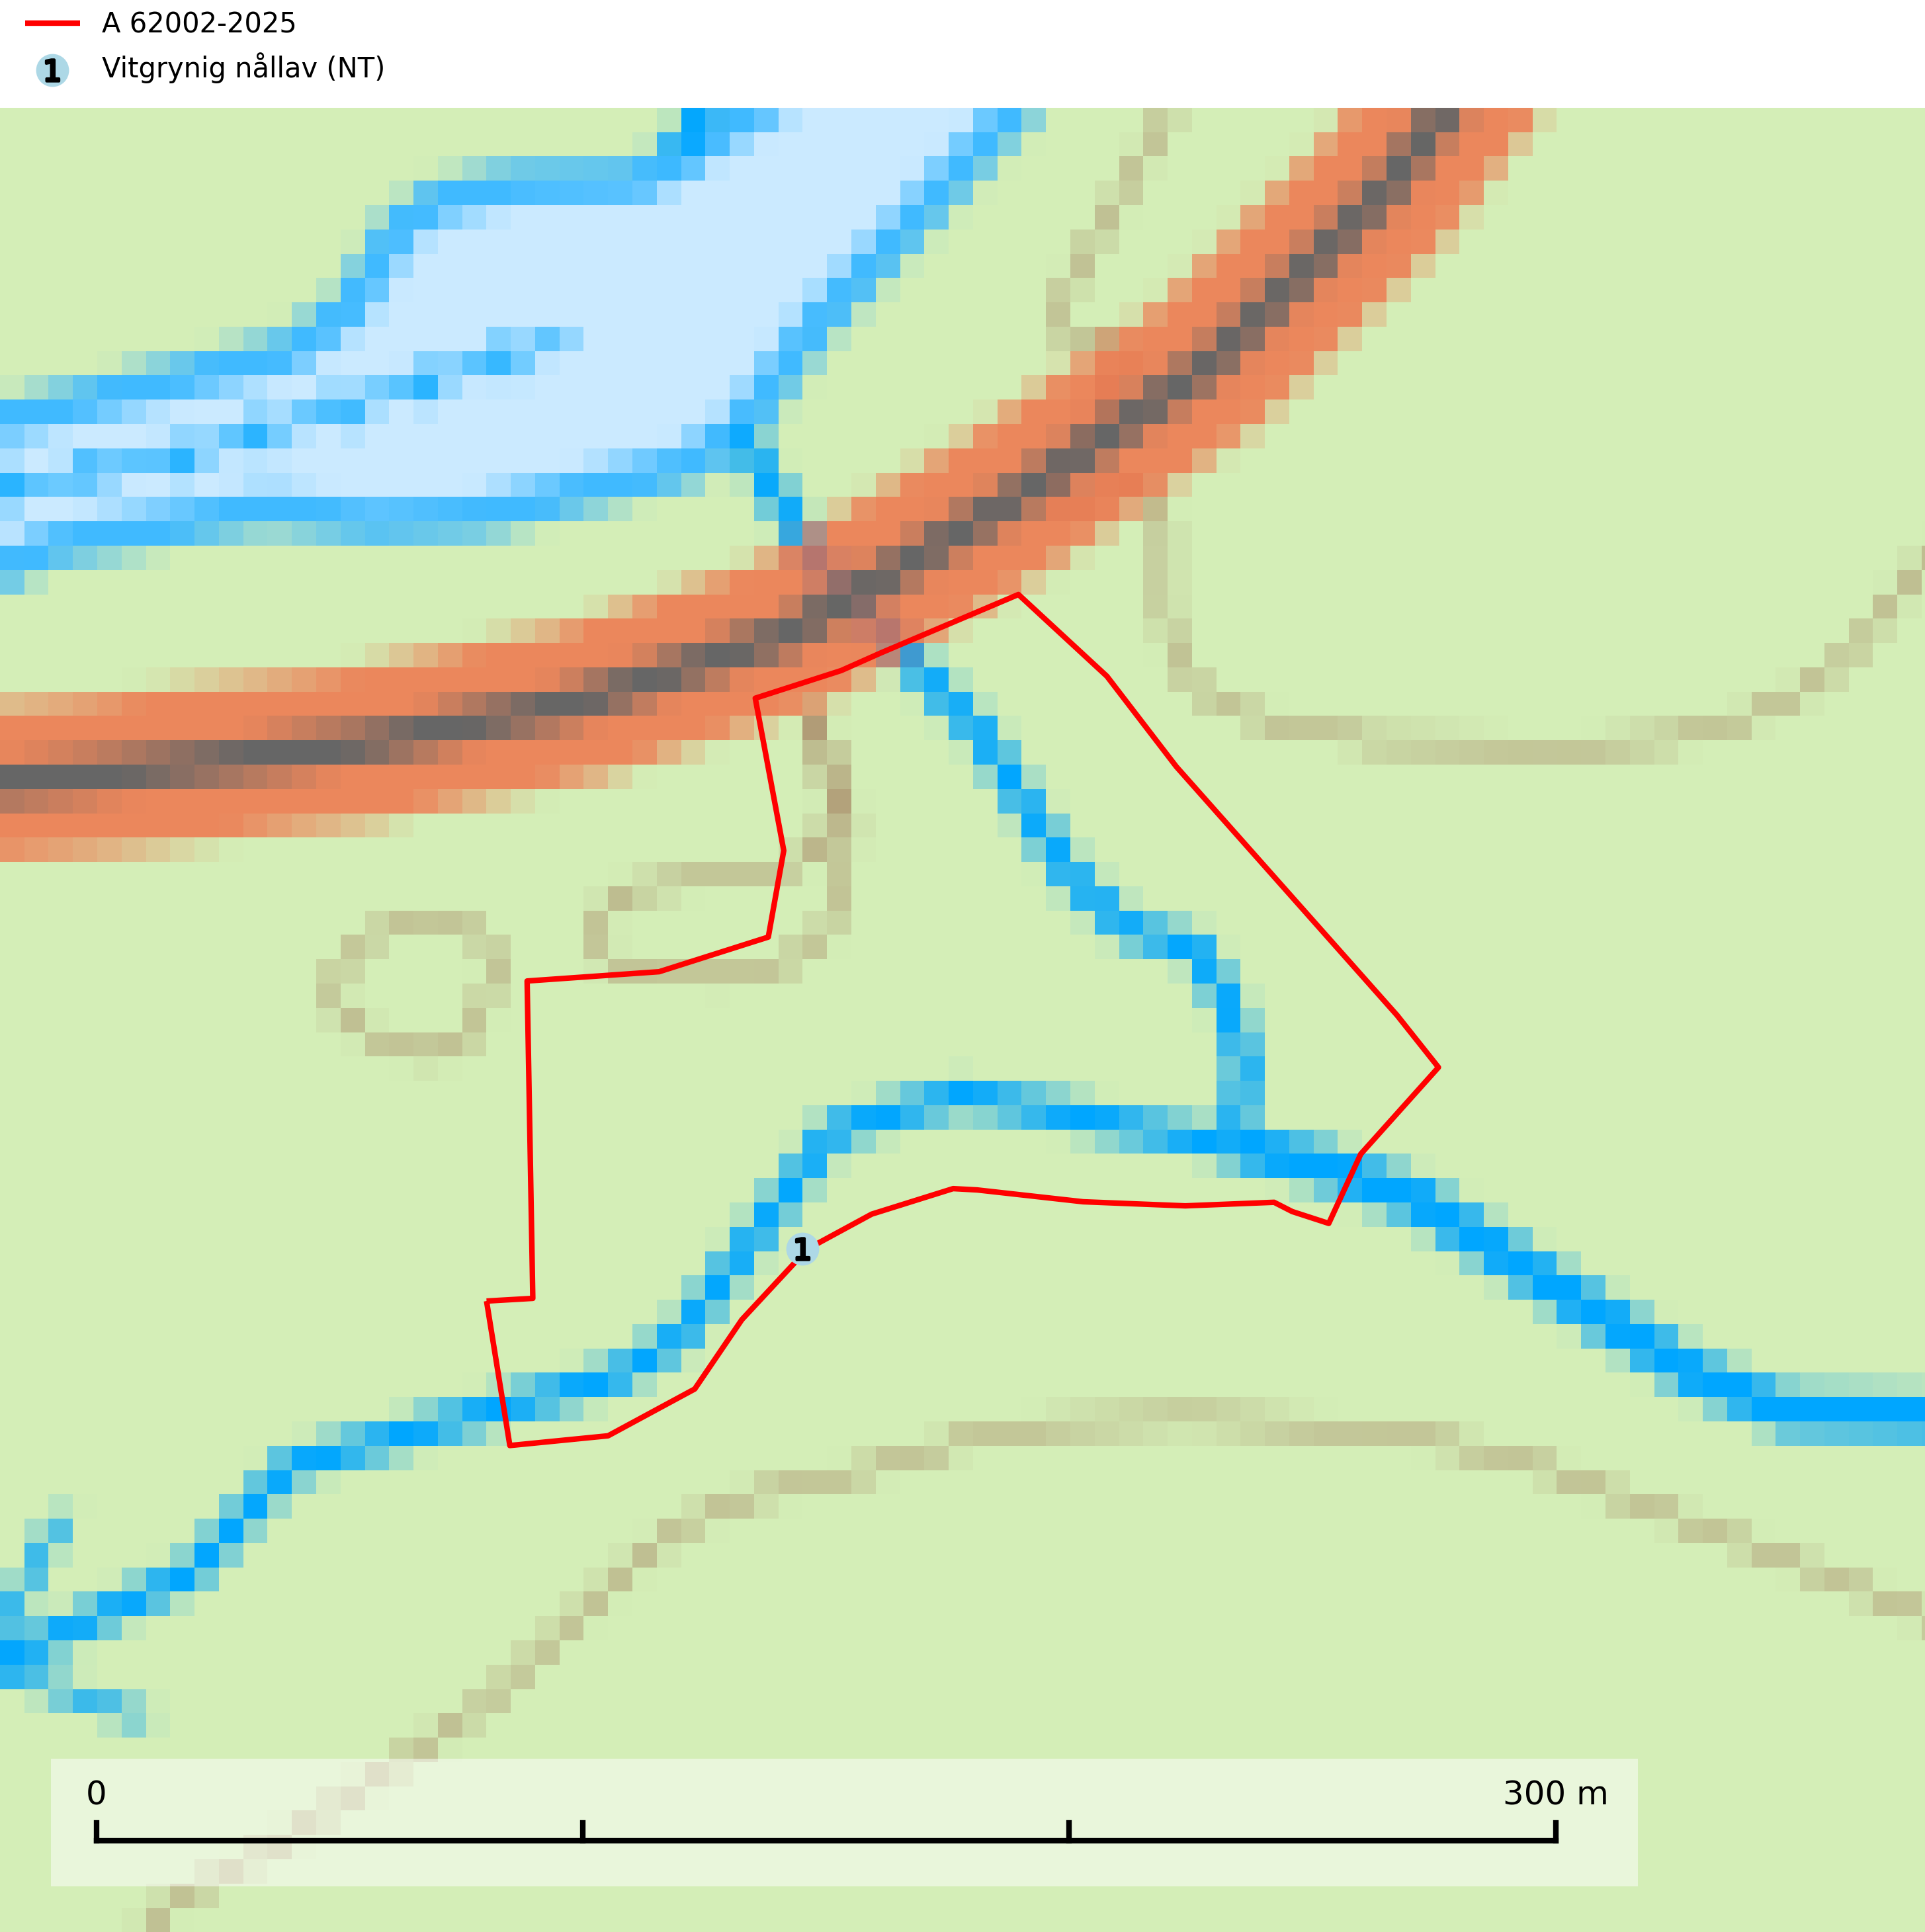 A 62002-2025
1 Vitgrynig nållav (NT)
1
0 300 m